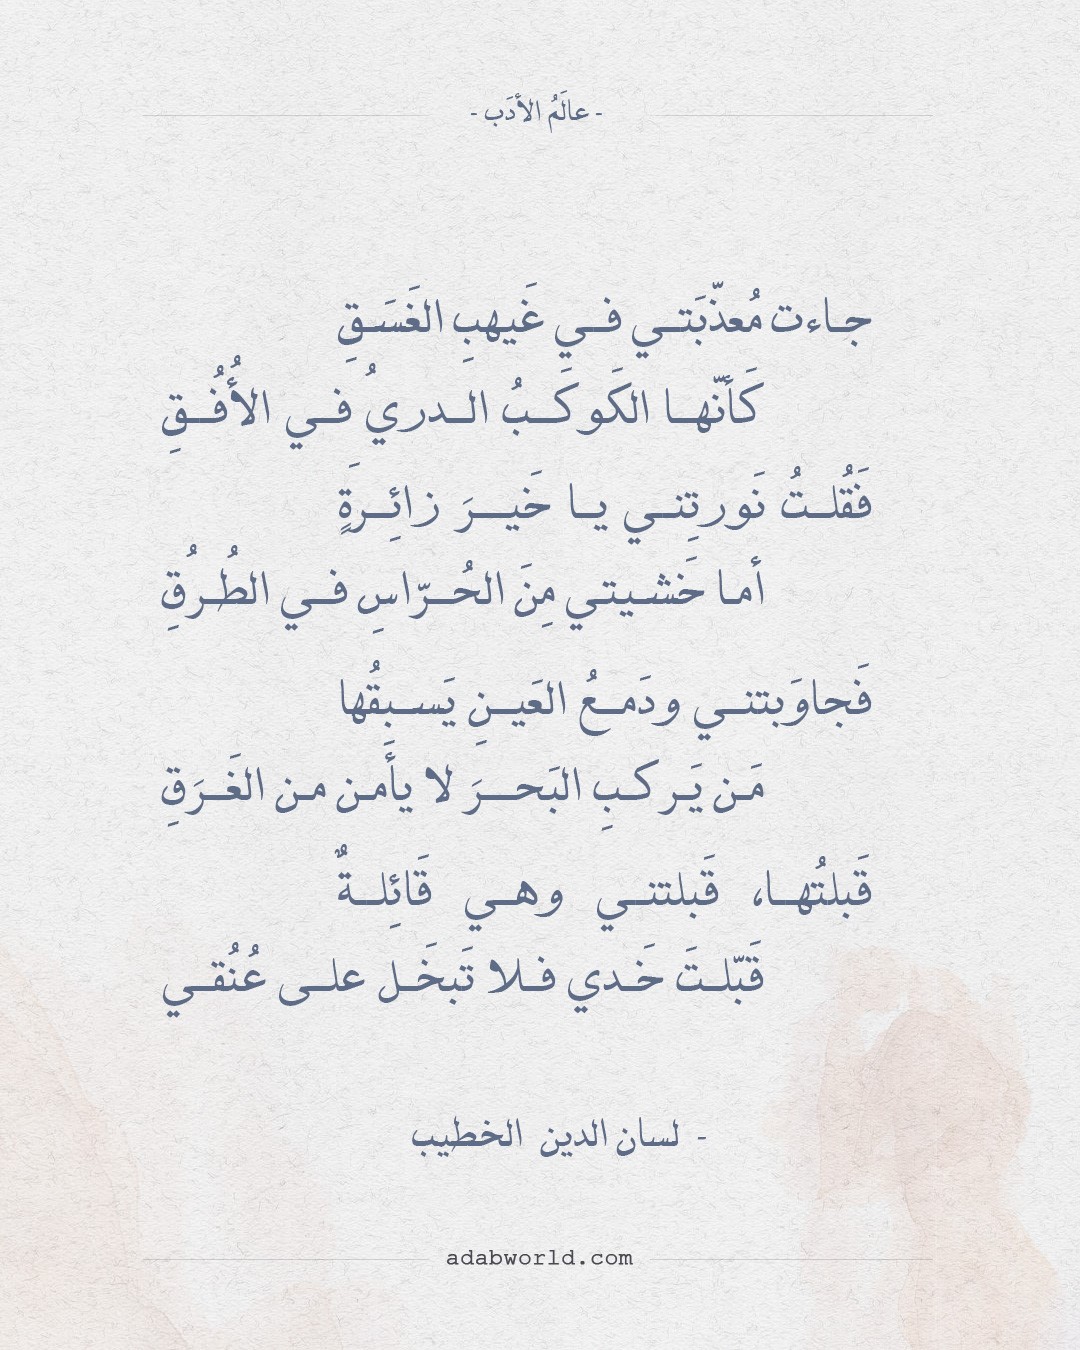 - عالَمُ الأدَب -
جاءت مُعذّبَتي في غَيهبِ الغَسَقِ
كَأنّها الكَوكَبُ الدريُ في الأُفُقِ
فَقُلتُ نَورتِني يا خَيرَ زائِرةٍَ
أما خَشيتي مِنَ الحُرّاسِ في الطُرُقِ
فَجاوَبتني ودَمعُ العَينِ يَسبِقُها
مَن يَركبِ البَحرَ لا يأَمن من الغَرَقِ
قَبلتُها، قَبلتني وهي قَائِلةٌ
قَبّلتَ خَدي فلا تَبخَل على عُنُقي
- لسان الدين الخطيب
adabworld.com